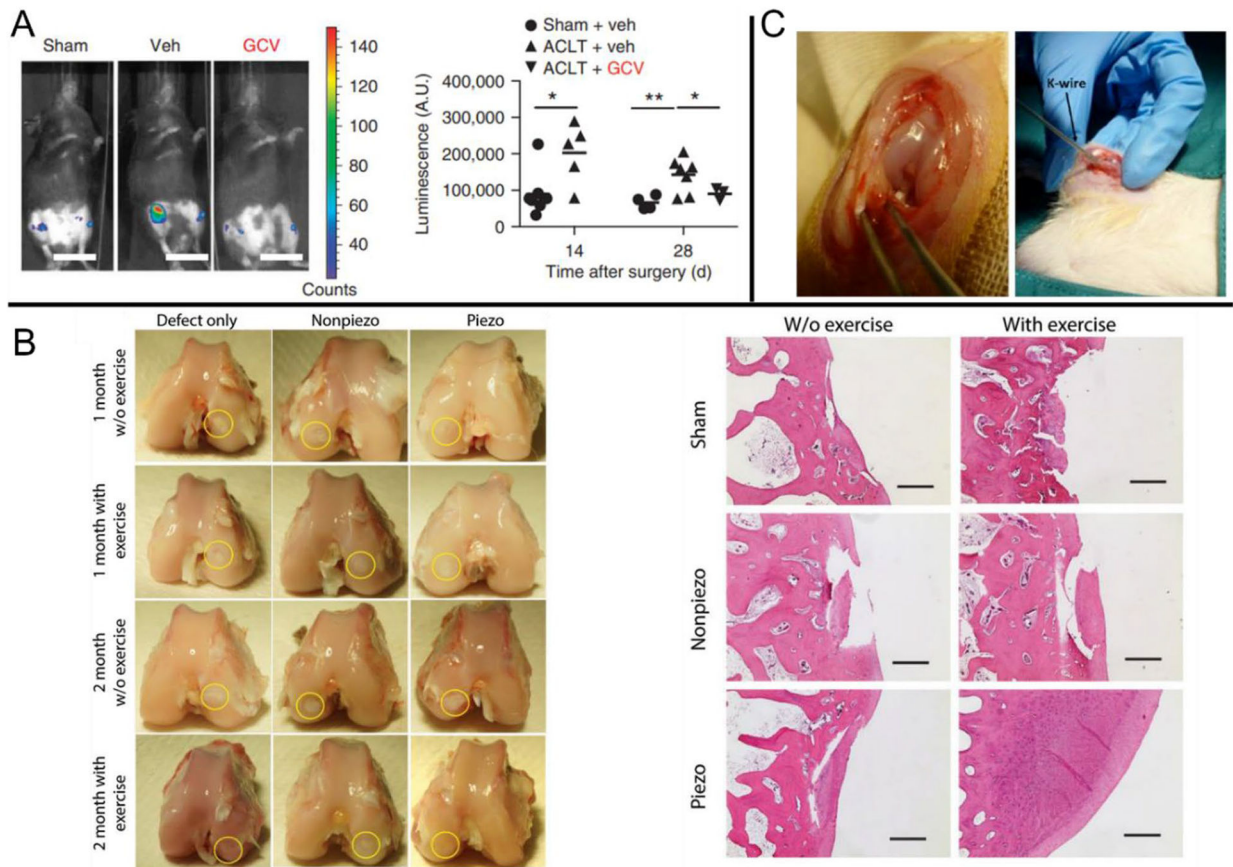 A
Sham
Veh
GCV
140
120
100
80
60
40
Counts
Sham + veh
ACLT + veh
ACLT + GCV
Luminescence (A.U.)
400,000
300,000
200,000
100,000
0
*
**
*
14
28
Time after surgery (d)
C
K-wire
B
Defect only
Nonpiezo
Piezo
1 month
w/o exercise
1 month with
exercise
2 month
w/o exercise
2 month with
exercise
W/o exercise
With exercise
Sham
Nonpiezo
Piezo